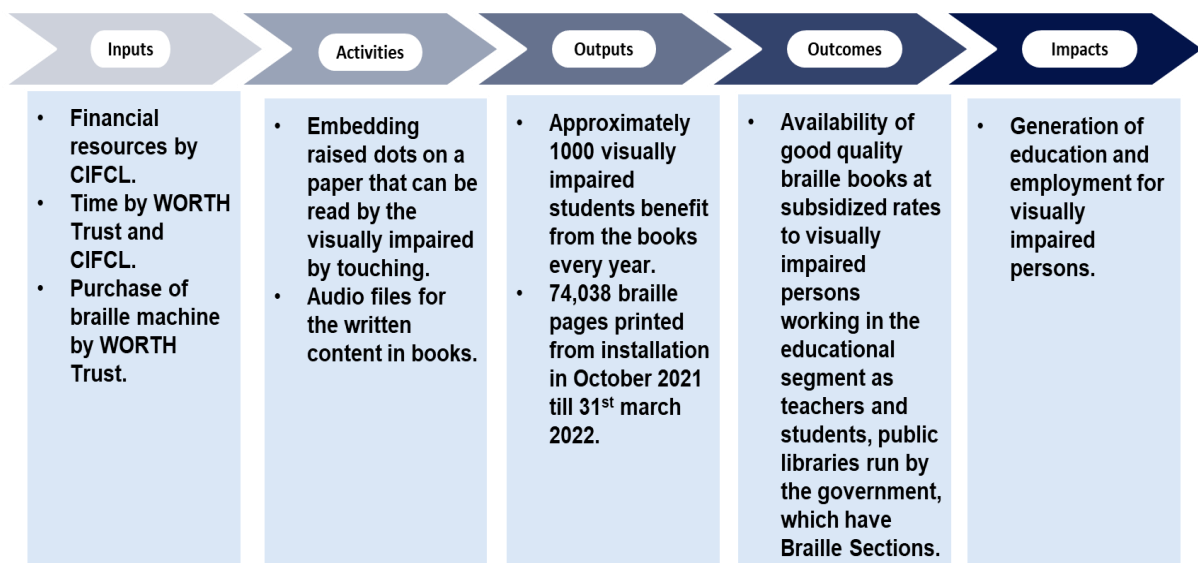 Inputs
Activities
Outputs
Outcomes
Impacts
• Financial
resources by
CIFCL.
• Time by WORTH
Trust and
CIFCL.
• Purchase of
braille machine
by WORTH
Trust.
• Embedding
raised dots on a
paper that can be
read by the
visually impaired
by touching.
• Audio files for
the written
content in books.
• Approximately
1000 visually
impaired
students benefit
from the books
every year.
• 74,038 braille
pages printed
from installation
in October 2021
till 31st march
2022.
• Availability of
good quality
braille books at
subsidized rates
to visually
impaired
persons
working in the
educational
segment as
teachers and
students, public
libraries run by
the government,
which have
Braille Sections.
• Generation of
education and
employment for
visually
impaired
persons.